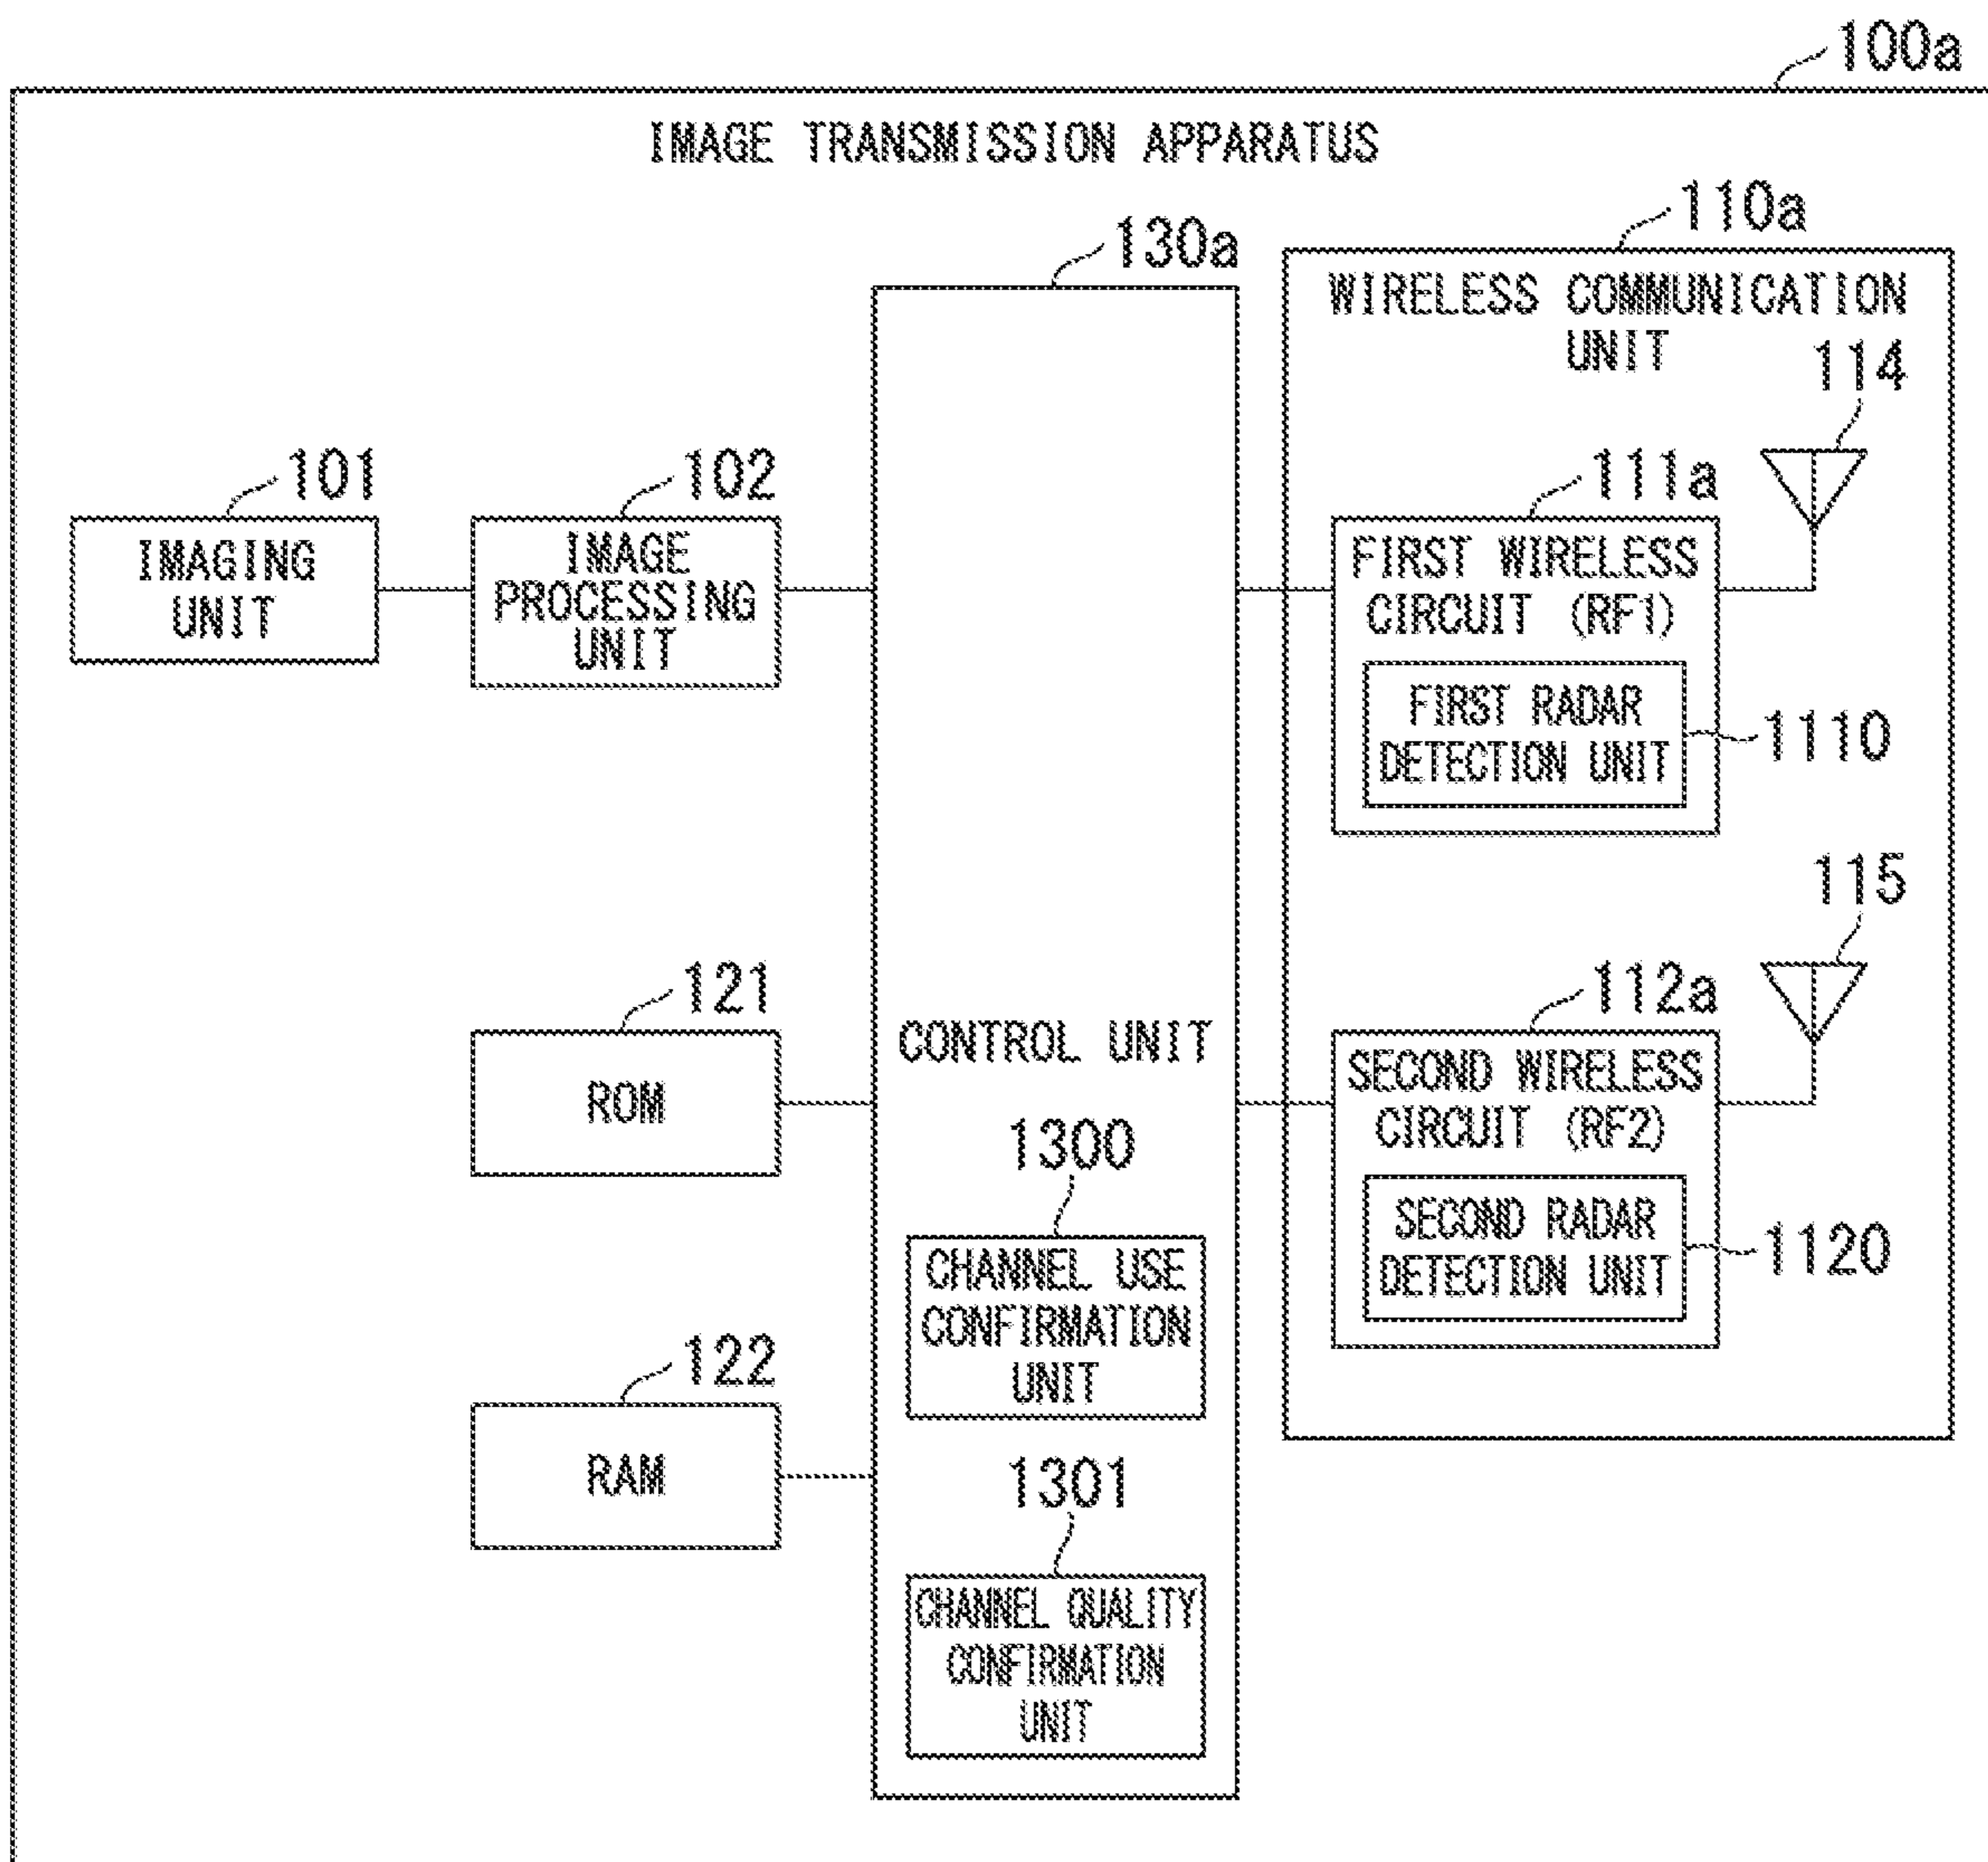 100a
IMAGE TRANSMISSION APPARATUS
110a
130a
WIRELESS COMMUNICATION
UNIT
114
101
102
111a
IMAGING
UNIT
IMAGE
PROCESSING
UNIT
FIRST WIRELESS
CIRCUIT (RF1)
FIRST RADAR
DETECTION UNIT
1110
115
121
112a
ROM
CONTROL UNIT
SECOND WIRELESS
CIRCUIT (RF2)
1300
SECOND RADAR
DETECTION UNIT
1120
CHANNEL USE
CONFIRMATION
UNIT
122
RAM
1301
CHANNEL QUALITY
CONFIRMATION
UNIT